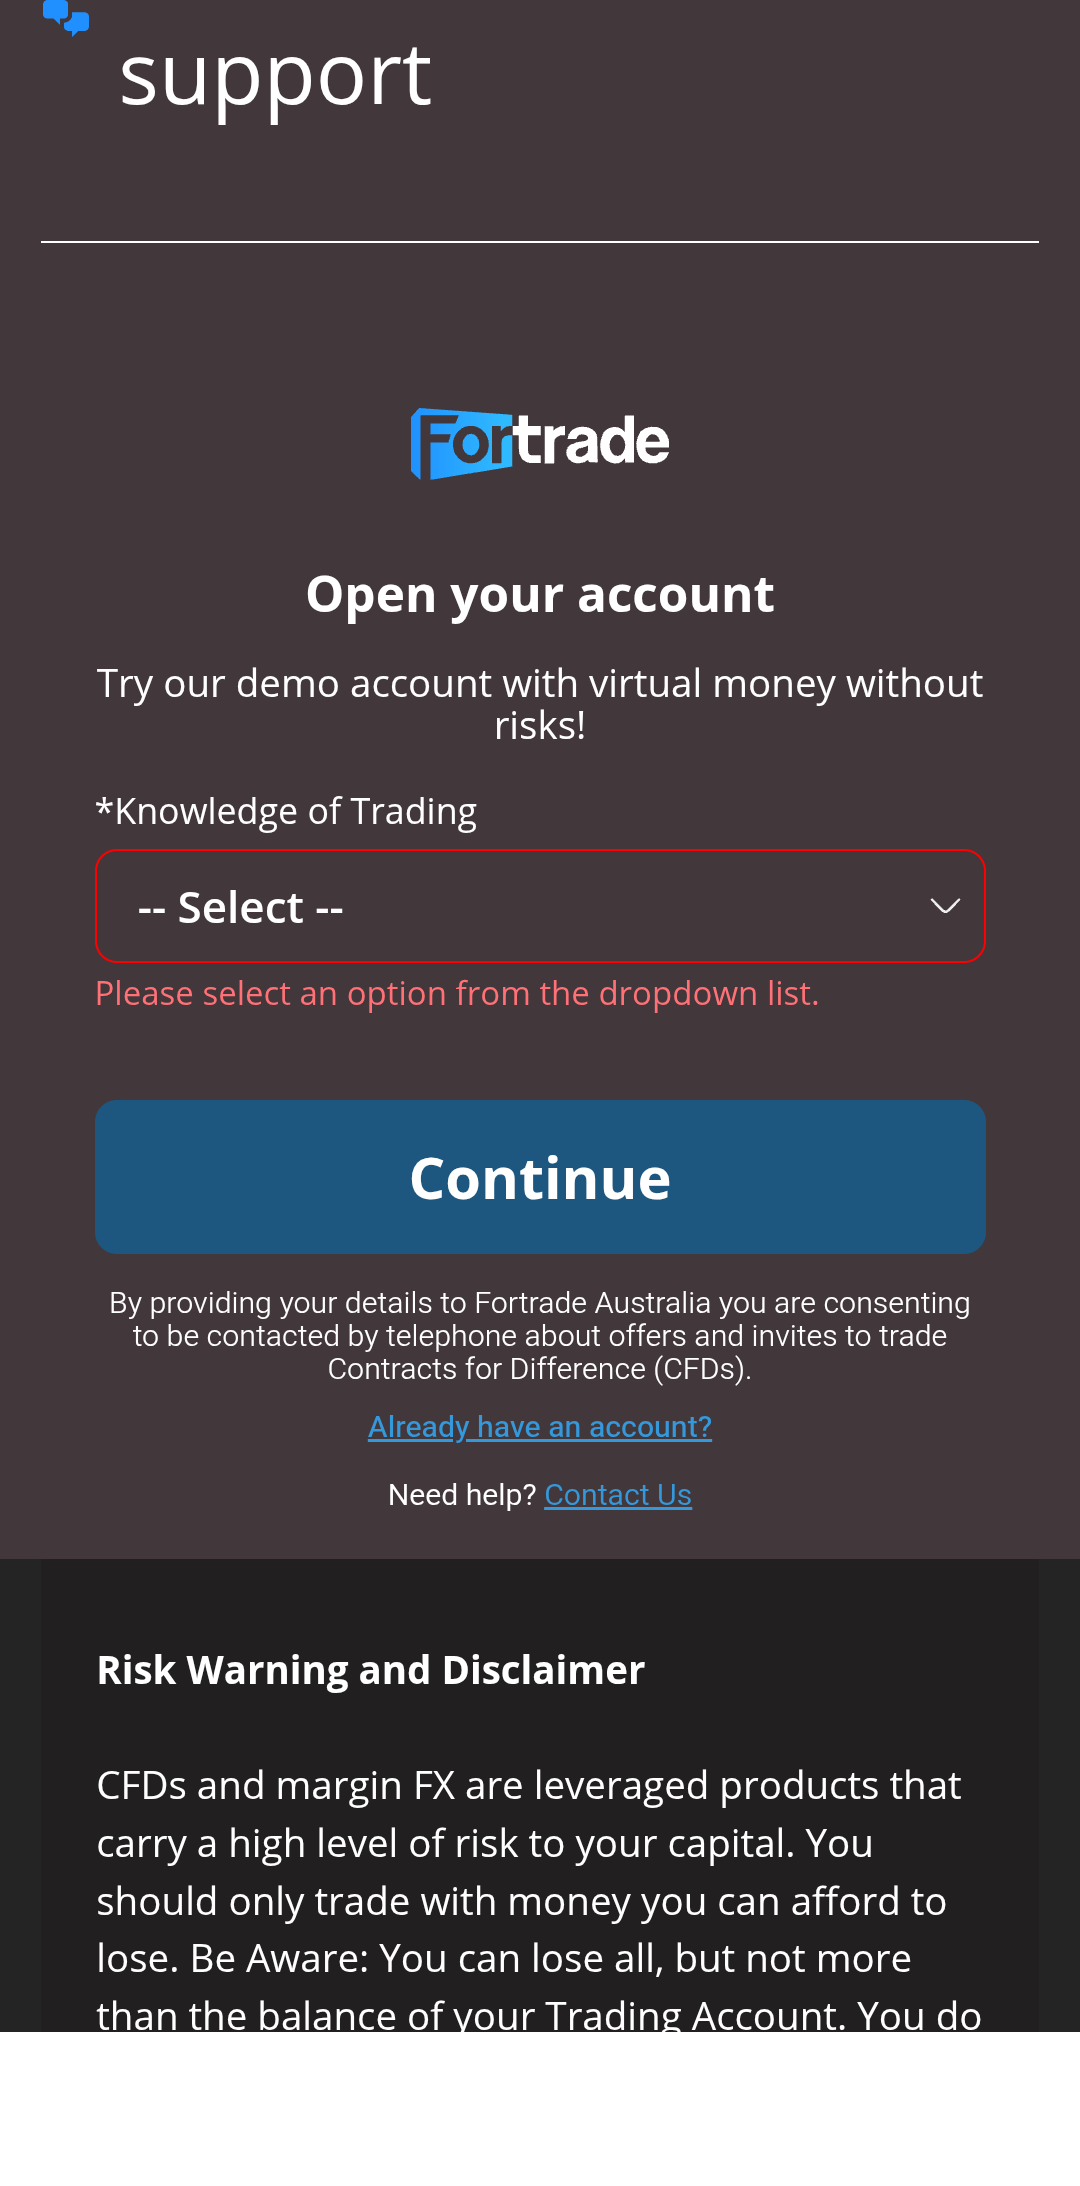 support
Fortrade
Open your account
Try our demo account with virtual money without
risks!
*Knowledge of Trading
-- Select --
Please select an option from the dropdown list.
Continue
By providing your details to Fortrade Australia you are consenting
to be contacted by telephone about offers and invites to trade
Contracts for Difference (CFDs).
Already have an account?
Need help? Contact Us
Risk Warning and Disclaimer
CFDs and margin FX are leveraged products that
carry a high level of risk to your capital. You
should only trade with money you can afford to
lose. Be Aware: You can lose all, but not more
than the balance of your Trading Account. You do